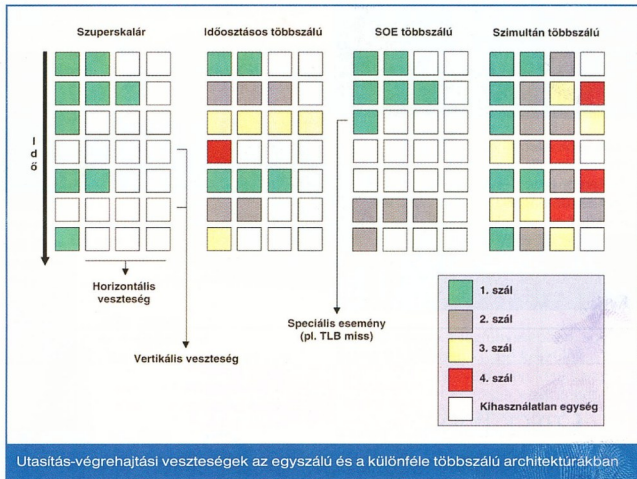 Szuperskalár
Időosztásos többszálú
SOE többszálú
Szimultán többszálú
Idő
Horizontális
veszteség
Vertikális veszteség
Speciális esemény
(pl. TLB miss)
1. szál
2. szál
3. szál
4. szál
Kihasználatlan egység
Utasítás-végrehajtási veszteségek az egyszálú és a különféle többszálú architektúrákban